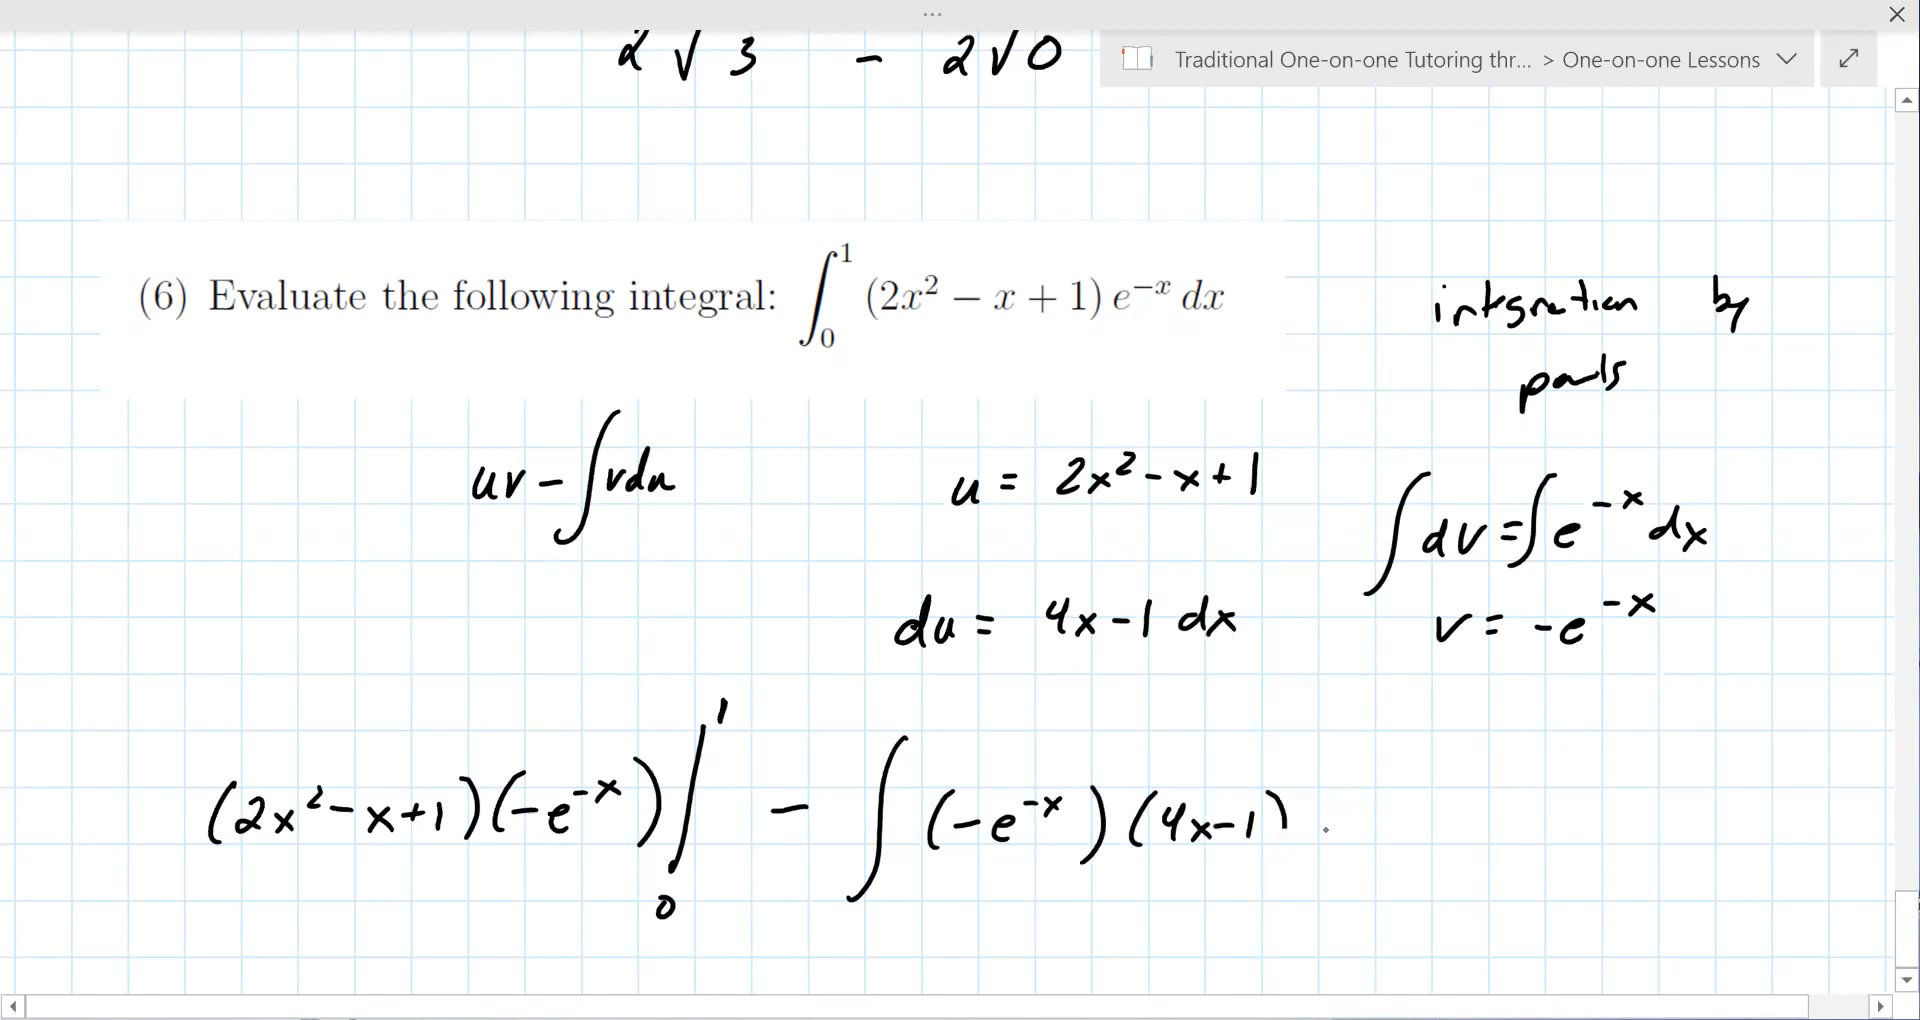 ...
2√3 - 2√0
Traditional One-on-one Tutoring thr... > One-on-one Lessons
(6) Evaluate the following integral: ∫₀¹ (2x² − x + 1) e⁻ˣ dx
integration by
parts
uv - ∫vdu
u = 2x² - x + 1
∫dv = ∫e⁻ˣ dx
du = 4x - 1 dx
v = -e⁻ˣ
(2x² - x + 1)(-e⁻ˣ)|₀¹ - ∫(-e⁻ˣ)(4x-1)